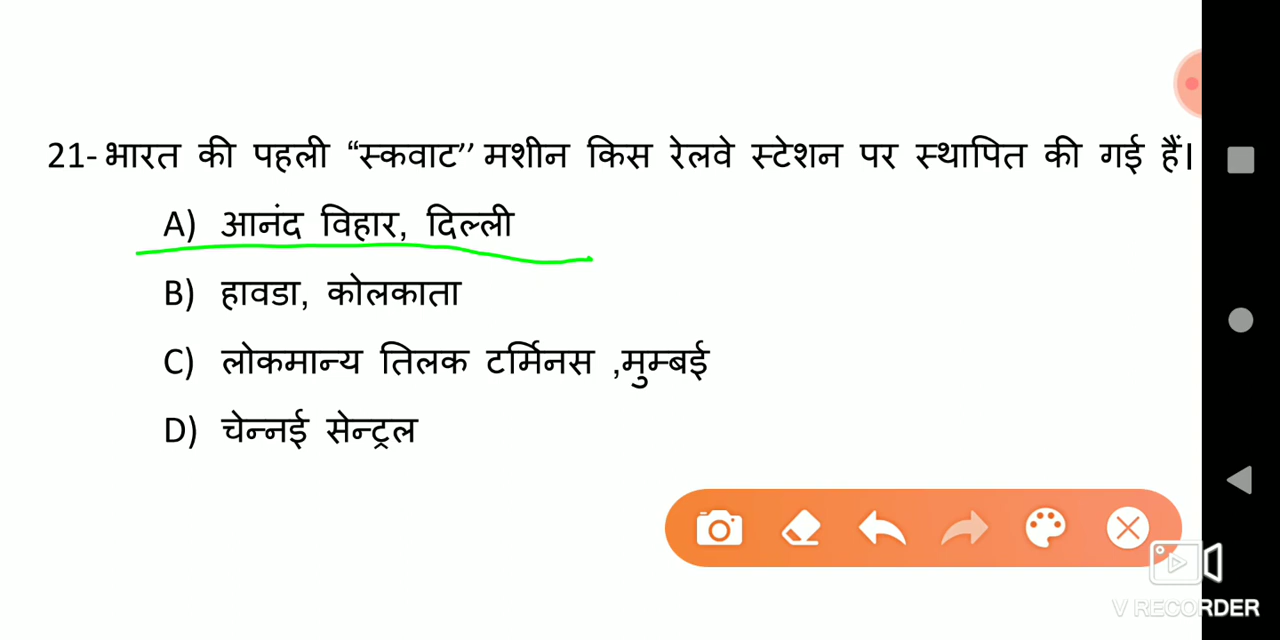 21- भारत की पहली “स्कवाट’’ मशीन किस रेलवे स्टेशन पर स्थापित की गई हैं।
A) आनंद विहार, दिल्ली
B) हावडा, कोलकाता
C) लोकमान्य तिलक टर्मिनस ,मुम्बई
D) चेन्नई सेन्ट्रल
V RECORDER